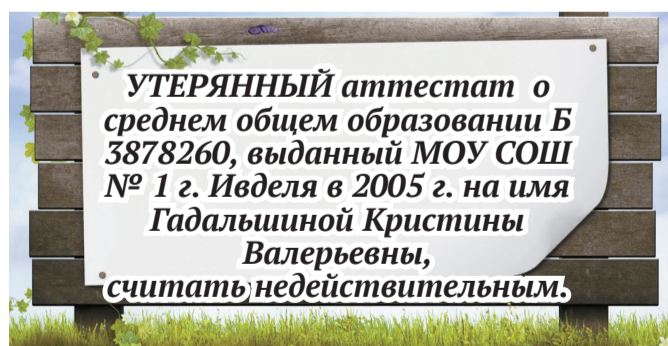 УТЕРЯННЫЙ аттестат о
среднем общем образовании Б
3878260, выданный МОУ СОШ
№ 1 г. Ивделя в 2005 г. на имя
Гадальшиной Кристины
Валерьевны,
считать недействительным.